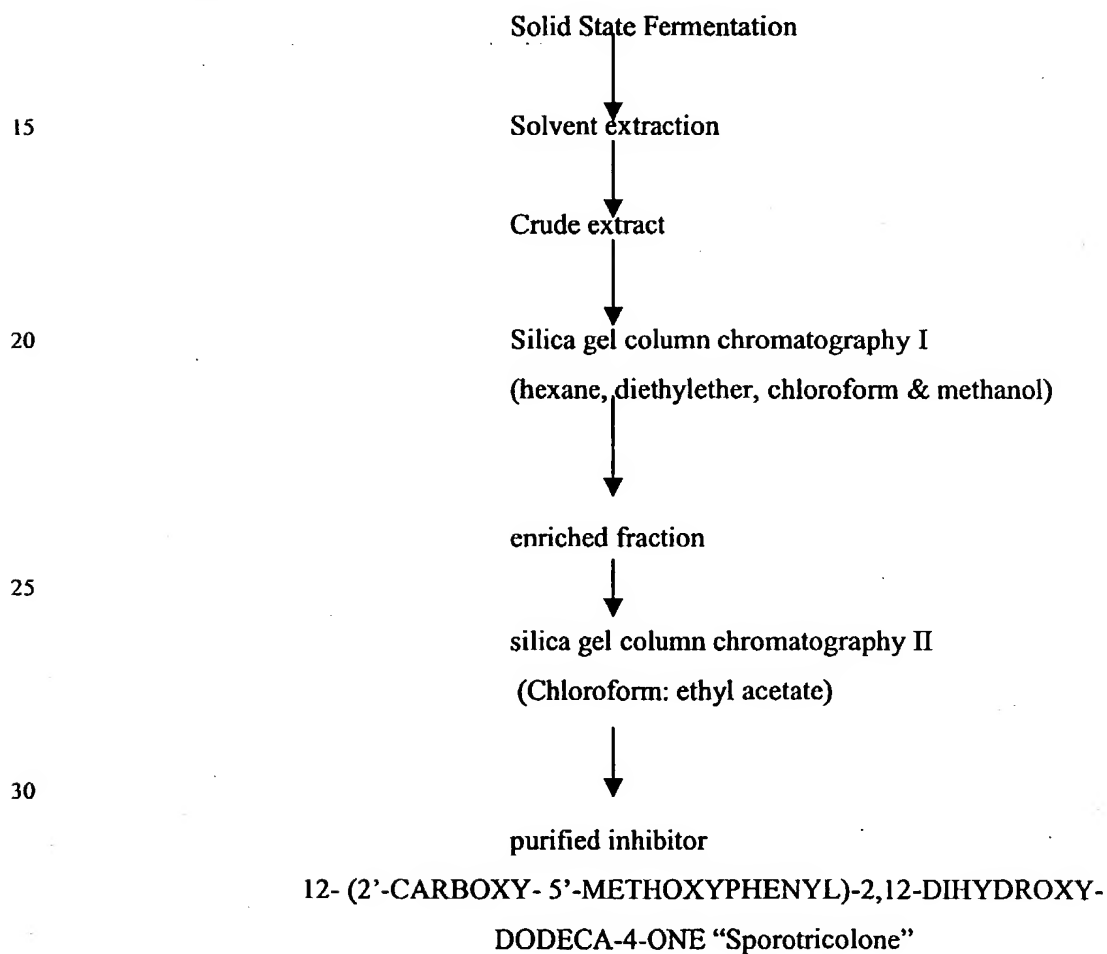 Solid State Fermentation
15
Solvent extraction
Crude extract
20
Silica gel column chromatography I
(hexane, diethylether, chloroform & methanol)
enriched fraction
25
silica gel column chromatography II
(Chloroform: ethyl acetate)
30
purified inhibitor
12- (2'-CARBOXY- 5'-METHOXYPHENYL)-2,12-DIHYDROXY-
DODECA-4-ONE “Sporotricolone”